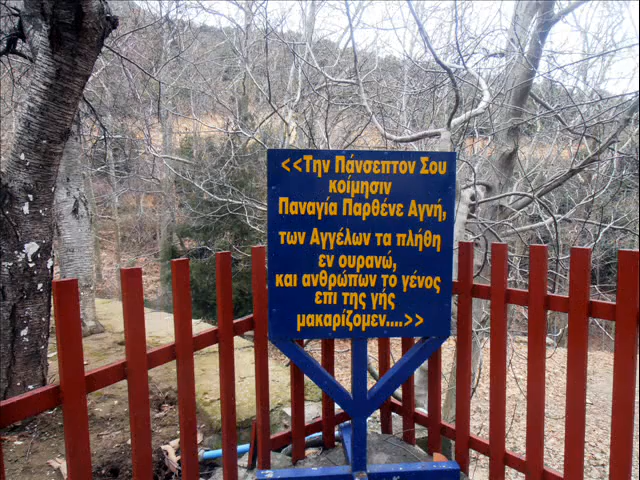 <<Την Πάνσεπτον Σου
κοίμησιν
Παναγία Παρθένε Αγνή,
των Αγγέλων τα πλήθη
εν ουρανώ,
και ανθρώπων το γένος
επι της γής
μακαρίζομεν....>>